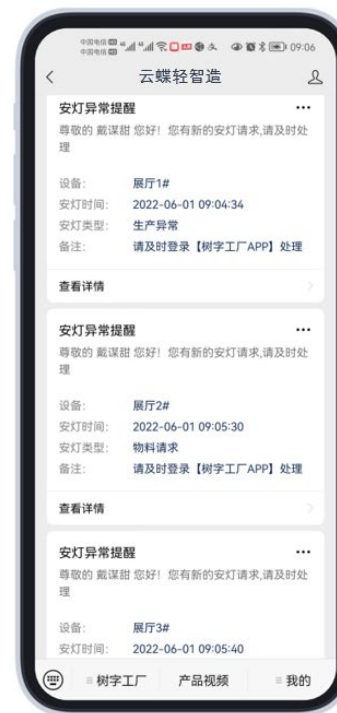 中国电信 HD
中国电信 HD
09:06
云蝶轻智造
安灯异常提醒
尊敬的 戴谋甜 您好！您有新的安灯请求,请及时处
理
设备: 展厅1#
安灯时间: 2022-06-01 09:04:34
安灯类型: 生产异常
备注: 请及时登录【树字工厂APP】处理
查看详情
安灯异常提醒
尊敬的 戴谋甜 您好！您有新的安灯请求,请及时处
理
设备: 展厅2#
安灯时间: 2022-06-01 09:05:30
安灯类型: 物料请求
备注: 请及时登录【树字工厂APP】处理
查看详情
安灯异常提醒
尊敬的 戴谋甜 您好！您有新的安灯请求,请及时处
理
设备: 展厅3#
安灯时间: 2022-06-01 09:05:40
树字工厂 产品视频 我的